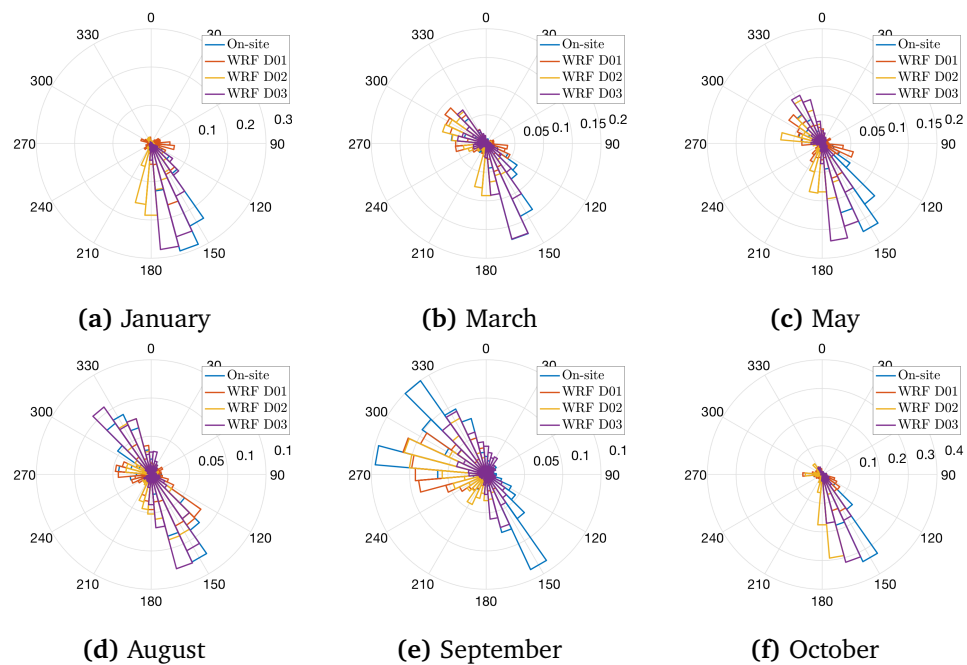 0
330
30
On-site
WRF D01
WRF D02
WRF D03
300
0.1 0.2 0.3
270
90
240
120
210
150
180
(a) January
0
330
30
On-site
WRF D01
WRF D02
WRF D03
300
0.05 0.1 0.15 0.2
270
90
240
120
210
150
180
(b) March
0
330
30
On-site
WRF D01
WRF D02
WRF D03
300
0.05 0.1 0.15 0.2
270
90
240
120
210
150
180
(c) May
0
330
30
On-site
WRF D01
WRF D02
WRF D03
300
0.05 0.1 0.1
270
90
240
120
210
150
180
(d) August
0
330
30
On-site
WRF D01
WRF D02
WRF D03
300
0.05 0.1 0.1
270
90
240
120
210
150
180
(e) September
0
330
30
On-site
WRF D01
WRF D02
WRF D03
300
0.1 0.2 0.3 0.4
270
90
240
120
210
150
180
(f) October